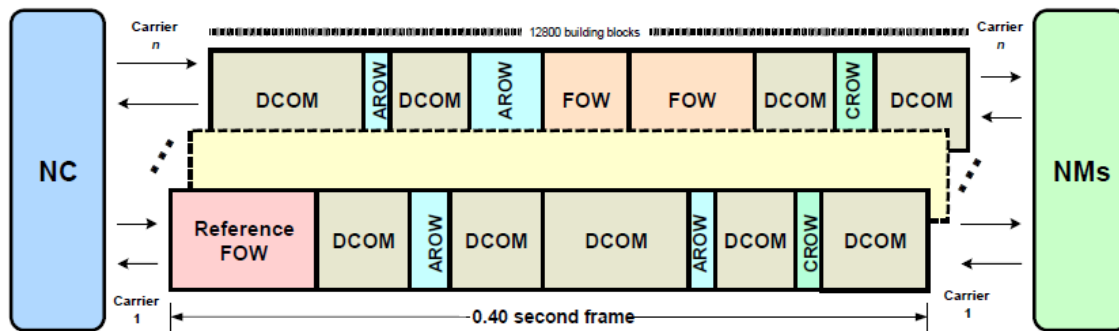 Carrier
n
12800 building blocks
Carrier
n
DCOM
AROW
DCOM
AROW
FOW
FOW
DCOM
CROW
DCOM
NC
NMs
Reference
FOW
DCOM
AROW
DCOM
DCOM
AROW
DCOM
CROW
DCOM
Carrier
1
0.40 second frame
Carrier
1